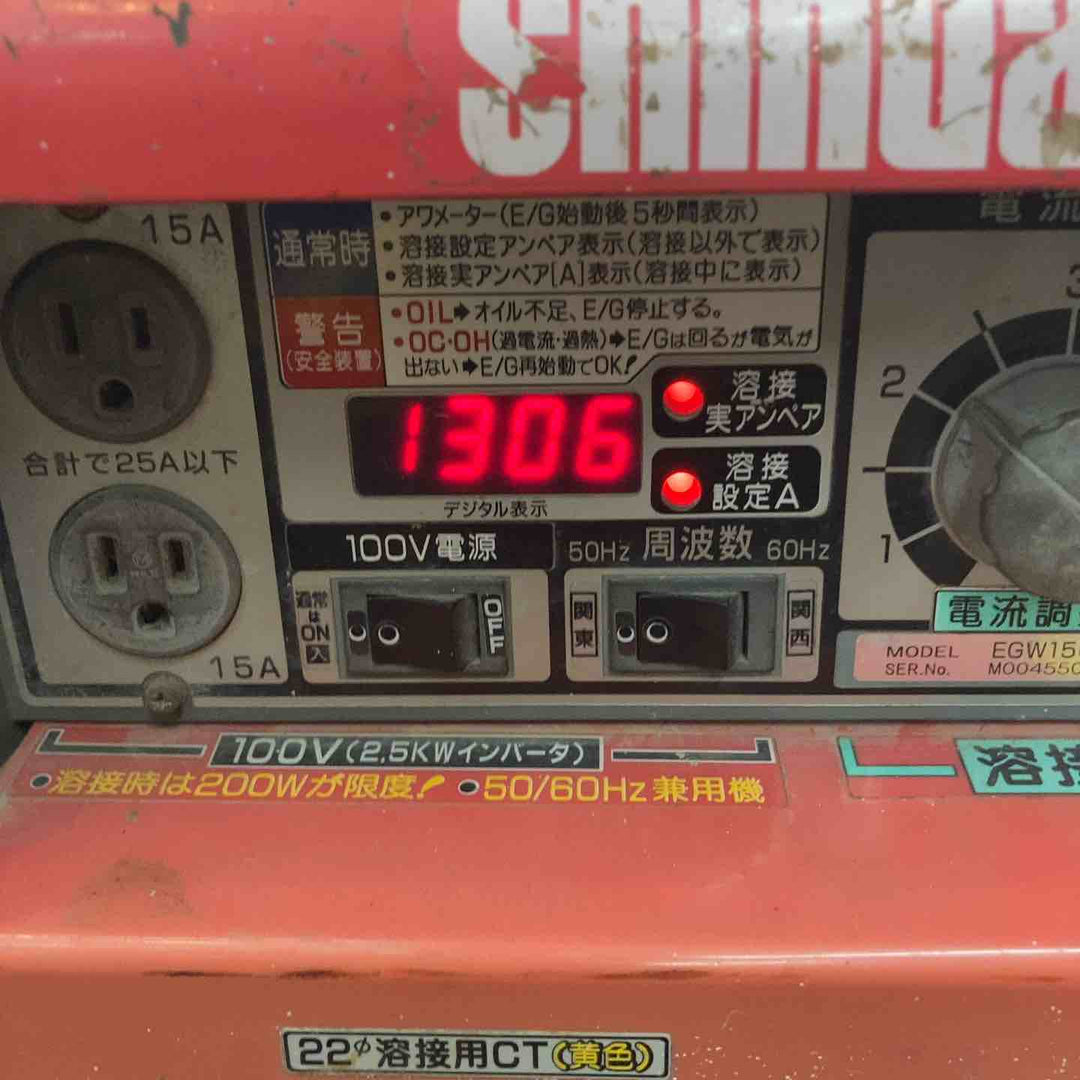 15A
合計で25A以下
15A
通常時
•アワメーター(E/G始動後5秒間表示)
•溶接設定アンペア表示(溶接以外で表示)
•溶接実アンペア[A]表示(溶接中に表示)
警告
(安全装置)
•OIL➡オイル不足、E/G停止する。
•OC・OH(過電流・過熱)➡E/Gは回るが電気が
出ない➡E/G再始動でOK!
1306
デジタル表示
溶接
実アンペア
溶接
設定A
100V電源
通常はON
入
OFF
50Hz 周波数 60Hz
関東
関西
電流
3
2
1
電流調
MODEL EGW15
SER.No. M004550
100V(2.5KWインバータ)
•溶接時は200Wが限度! •50/60Hz兼用機
溶接
22φ溶接用CT(黄色)